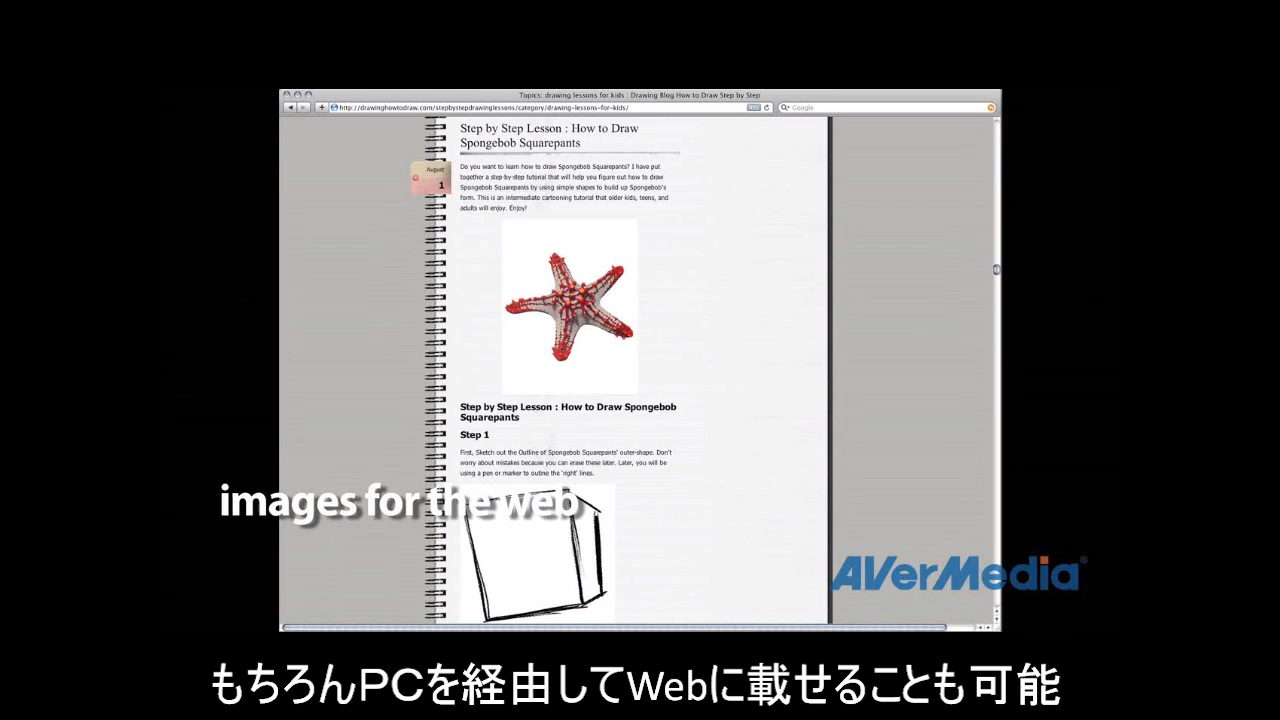 Topics: drawing lessons for kids : Drawing Blog How to Draw Step by Step
http://drawinghowtodraw.com/stepbystepdrawinglessons/category/drawing-lessons-for-kids/
Google
Step by Step Lesson : How to Draw
Spongebob Squarepants
August
1
Do you want to learn how to draw Spongebob Squarepants? I have put
together a step-by-step tutorial that will help you figure out how to draw
Spongebob Squarepants by using simple shapes to build up Spongebob's
form. This is an intermediate cartooning tutorial that older kids, teens, and
adults will enjoy. Enjoy!
Step by Step Lesson : How to Draw Spongebob
Squarepants
Step 1
First, Sketch out the Outline of Spongebob Squarepants' outer-shape. Don't
worry about mistakes because you can erase these later. Later, you will be
using a pen or marker to outine the 'right' lines.
images for the web
AVerMedia®
もちろんＰＣを経由してWebに載せることも可能